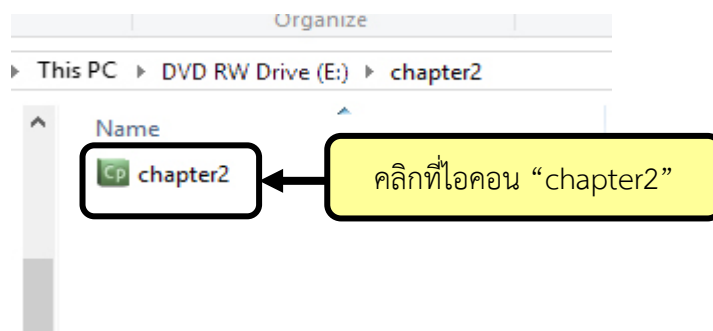 Organize
This PC DVD RW Drive (E:) chapter2
Name
Cp chapter2
คลิกที่ไอคอน “chapter2”